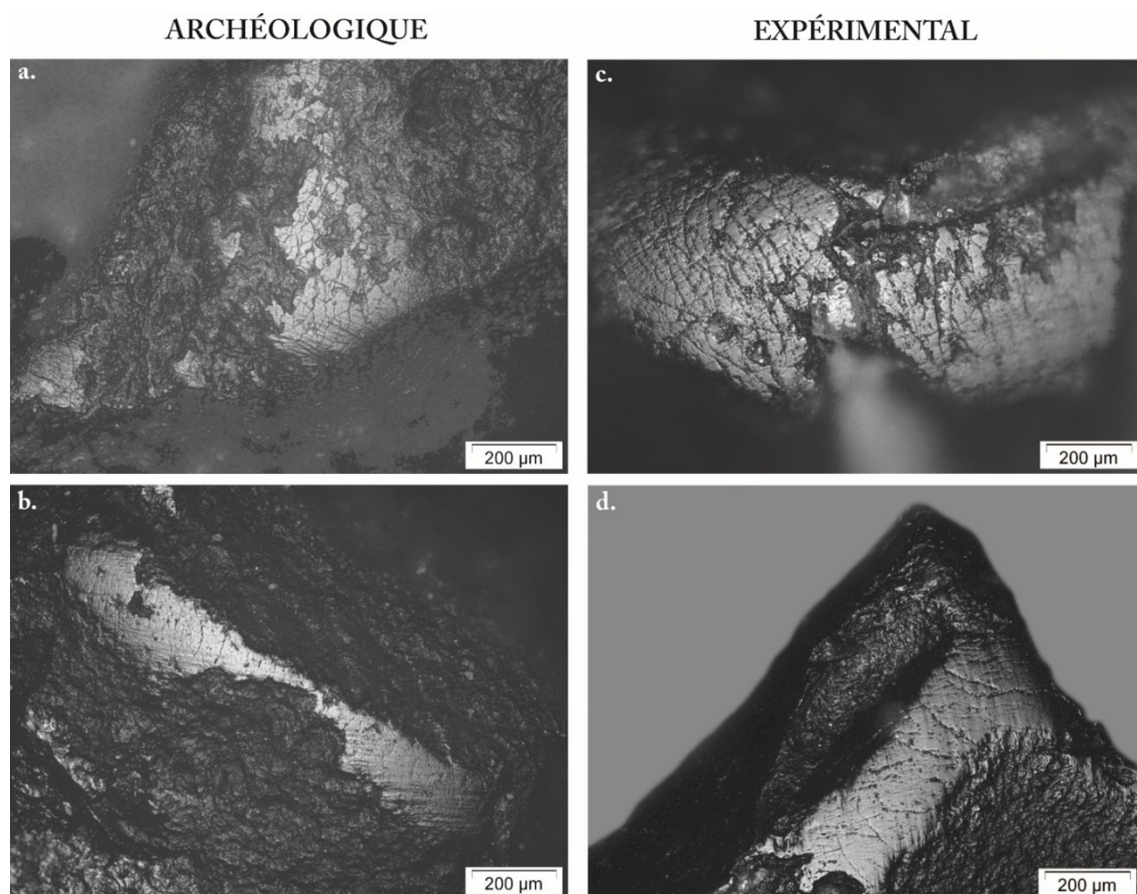 ARCHÉOLOGIQUE
EXPÉRIMENTAL
a.
c.
200 µm
200 µm
b.
d.
200 µm
200 µm